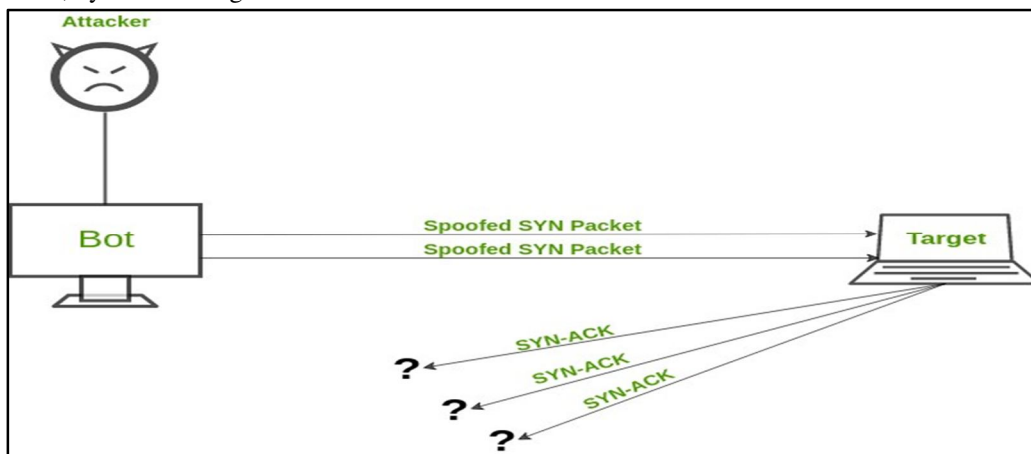 Attacker
Bot
Spoofed SYN Packet
Spoofed SYN Packet
Target
SYN-ACK
?
SYN-ACK
?
SYN-ACK
?